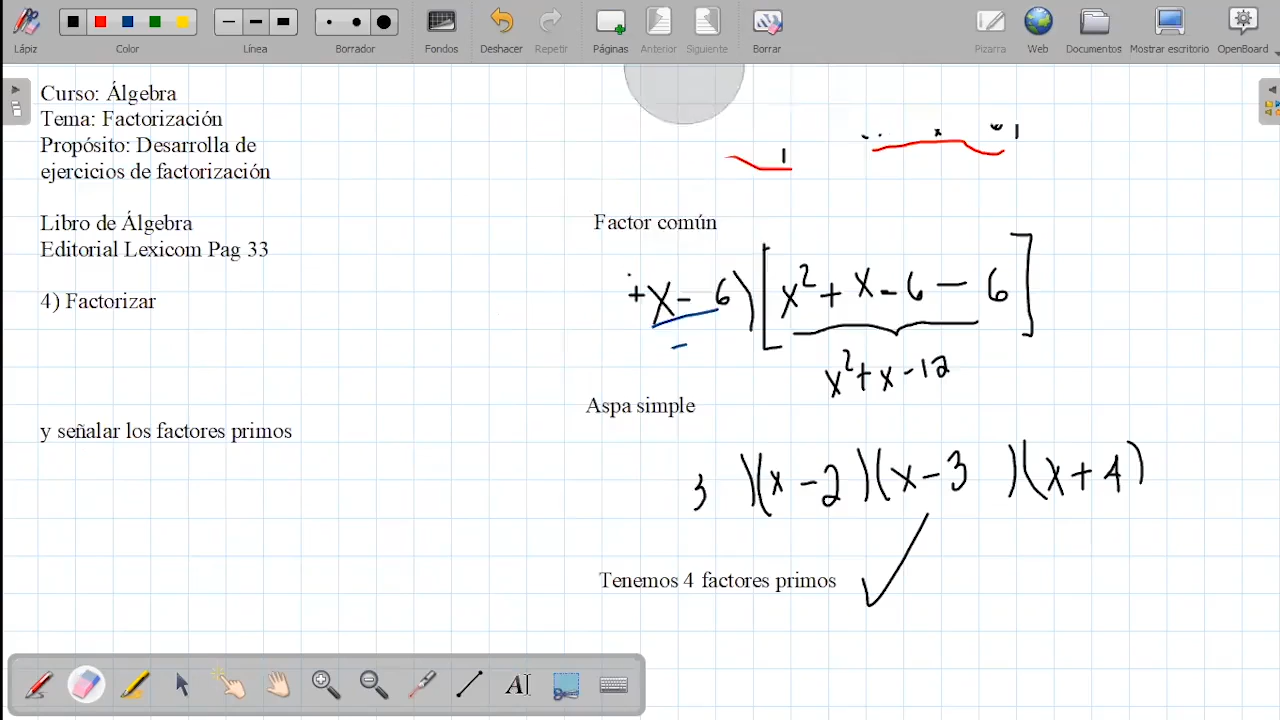 Lápiz
Color
Línea
Borrador
Fondos
Deshacer
Repetir
Páginas
Anterior
Siguiente
Borrar
Pizarra
Web
Documentos
Mostrar escritorio
OpenBoard
Curso: Álgebra
Tema: Factorización
Propósito: Desarrolla de
ejercicios de factorización
Libro de Álgebra
Editorial Lexicom Pag 33
4) Factorizar
y señalar los factores primos
Factor común
+x - 6) [x² + x - 6 - 6]
x² + x - 12
Aspa simple
3 )(x - 2)(x - 3 )(x + 4)
Tenemos 4 factores primos